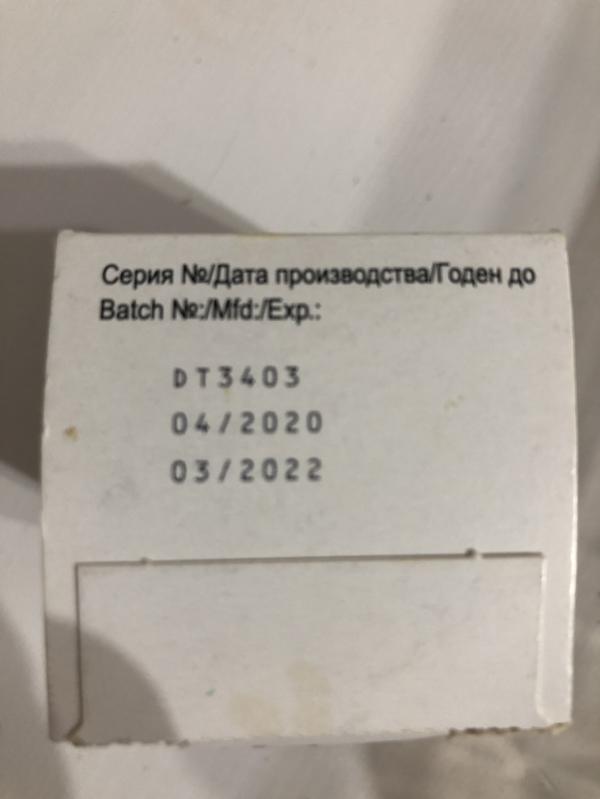 Серия №/Дата производства/Годен до
Batch №:/Mfd:/Exp.:
DT3403
04/2020
03/2022